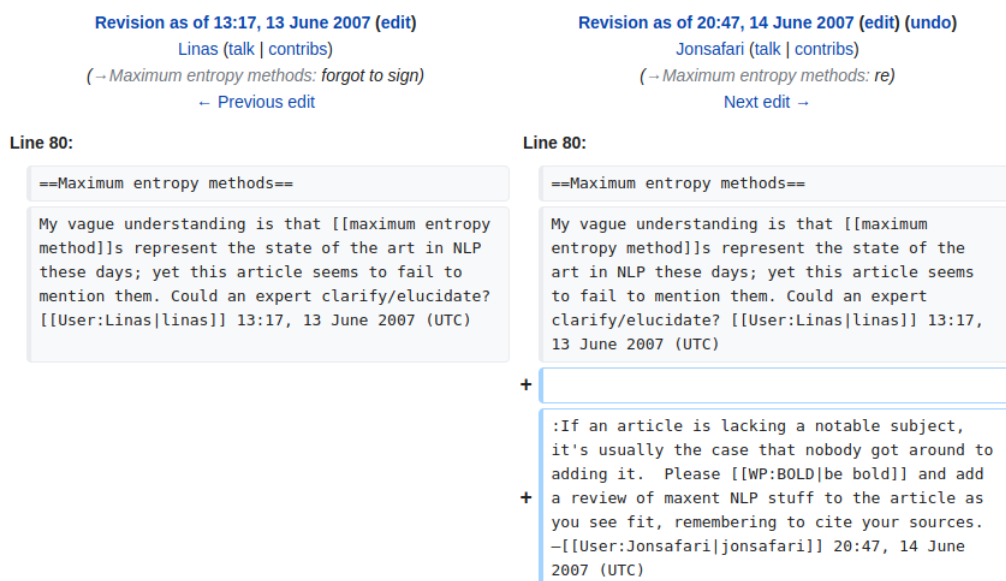 Revision as of 13:17, 13 June 2007 (edit)
Linas (talk | contribs)
(→Maximum entropy methods: forgot to sign)
← Previous edit
Revision as of 20:47, 14 June 2007 (edit) (undo)
Jonsafari (talk | contribs)
(→Maximum entropy methods: re)
Next edit →
Line 80:
Line 80:
==Maximum entropy methods==
==Maximum entropy methods==
My vague understanding is that [[maximum entropy
method]]s represent the state of the art in NLP
these days; yet this article seems to fail to
mention them. Could an expert clarify/elucidate?
[[User:Linas|linas]] 13:17, 13 June 2007 (UTC)
My vague understanding is that [[maximum
entropy method]]s represent the state of the
art in NLP these days; yet this article seems
to fail to mention them. Could an expert
clarify/elucidate? [[User:Linas|linas]] 13:17,
13 June 2007 (UTC)
+
+
:If an article is lacking a notable subject,
it's usually the case that nobody got around to
adding it.  Please [[WP:BOLD|be bold]] and add
a review of maxent NLP stuff to the article as
you see fit, remembering to cite your sources.
—[[User:Jonsafari|jonsafari]] 20:47, 14 June
2007 (UTC)